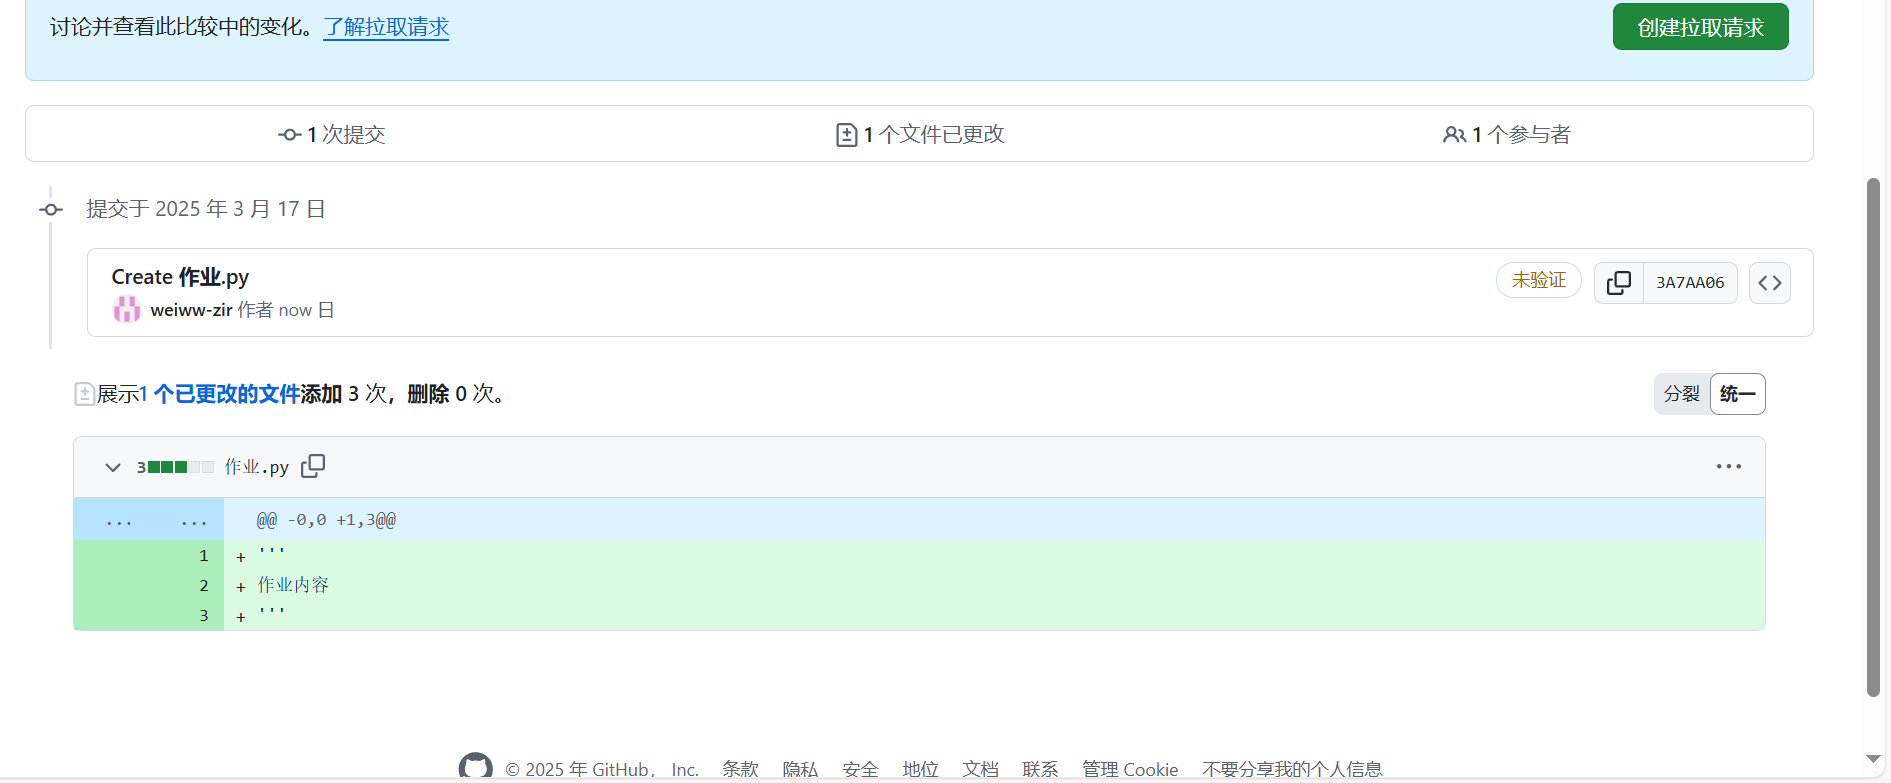 讨论并查看此比较中的变化。了解拉取请求
创建拉取请求
1 次提交
1 个文件已更改
1 个参与者
提交于 2025 年 3 月 17 日
Create 作业.py
weiww-zir 作者 now 日
未验证
3A7AA06
展示1 个已更改的文件添加 3 次，删除 0 次。
分裂 统一
3 作业.py
... ... @@ -0,0 +1,3@@
1 + '''
2 + 作业内容
3 + '''
© 2025 年 GitHub， Inc. 条款 隐私 安全 地位 文档 联系 管理 Cookie 不要分享我的个人信息